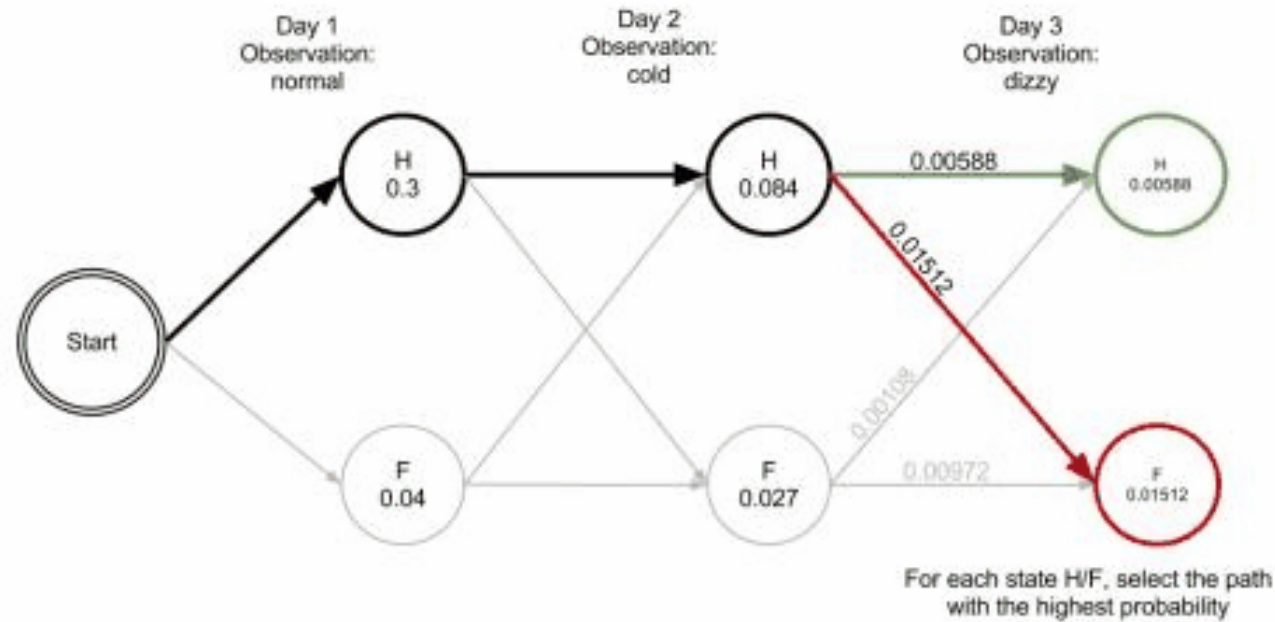 Day 1
Observation:
normal
Day 2
Observation:
cold
Day 3
Observation:
dizzy
H
0.3
H
0.084
0.00588
H
0.00588
0.01512
Start
0.00108
F
0.04
F
0.027
0.00972
F
0.01512
For each state H/F, select the path
with the highest probability